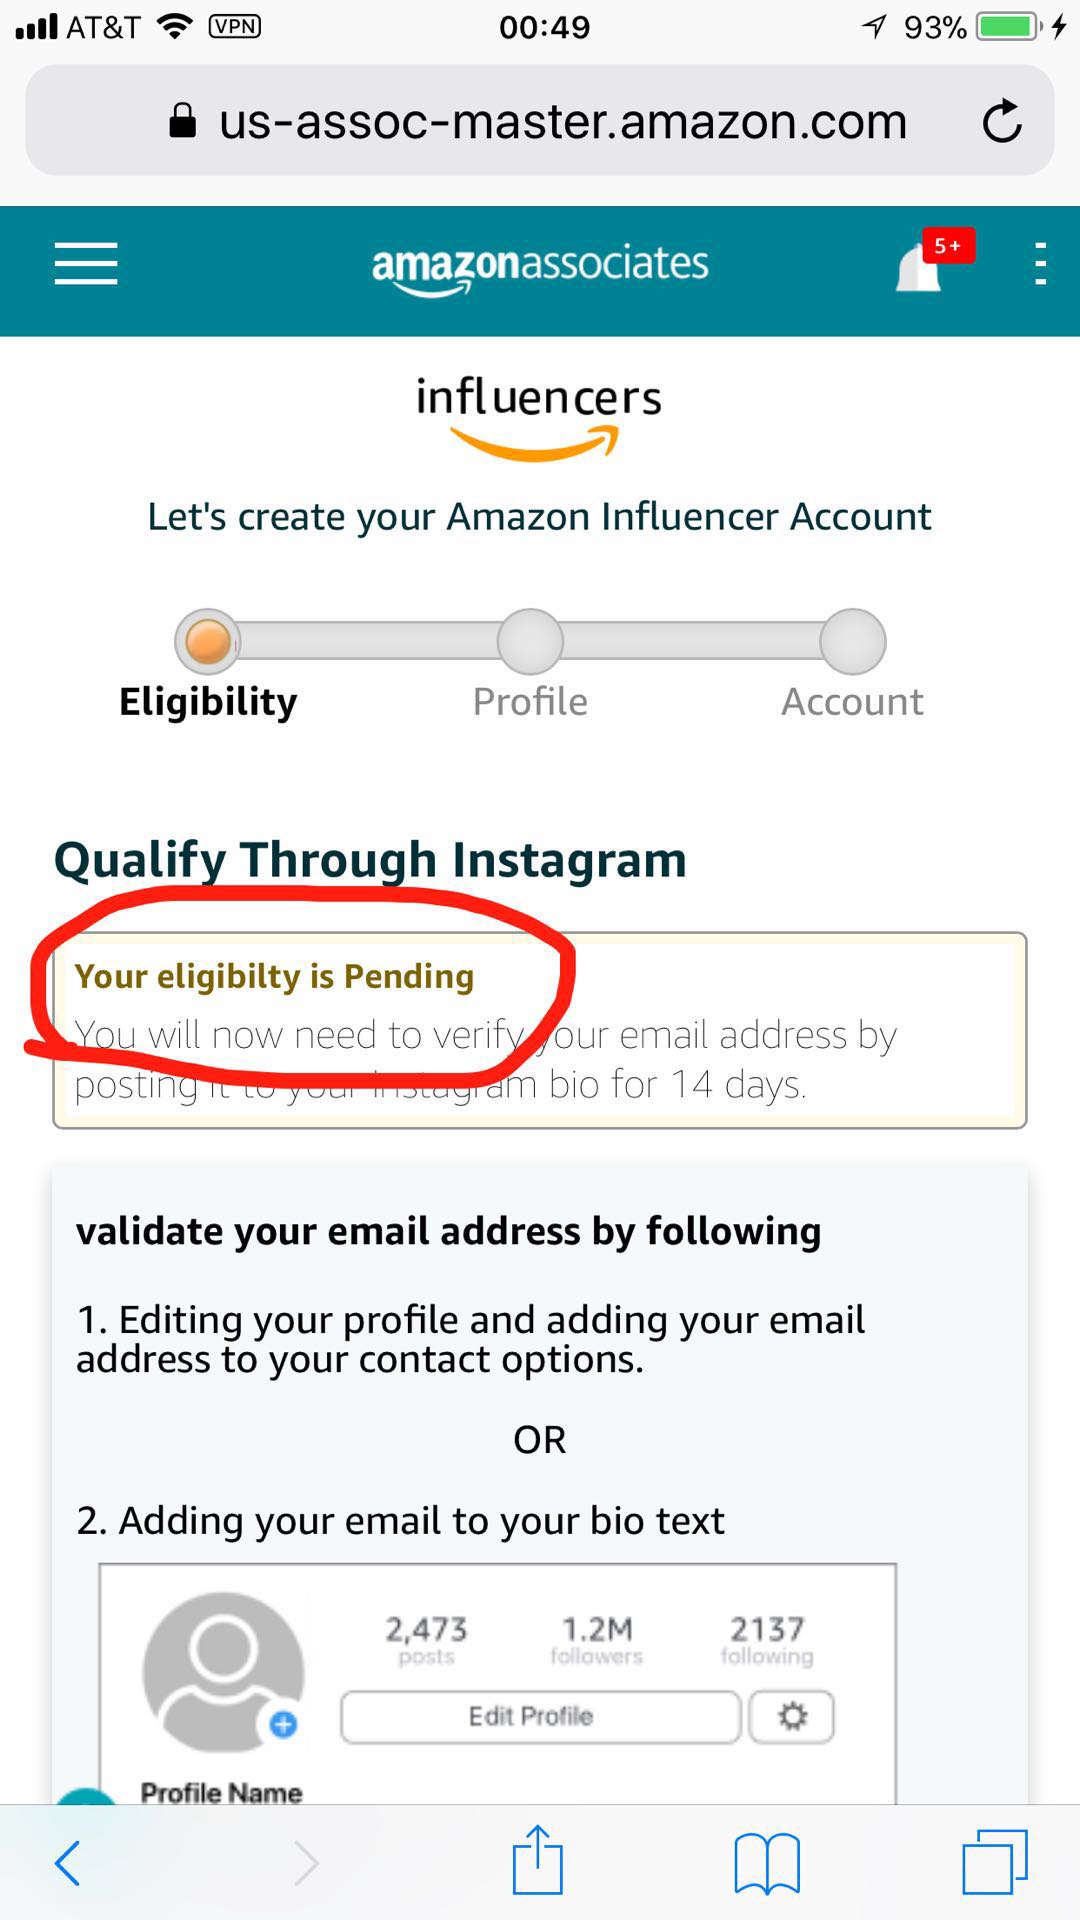 AT&T VPN 00:49 93%
us-assoc-master.amazon.com
amazonassociates 5+
influencers
Let's create your Amazon Influencer Account
Eligibility Profile Account
Qualify Through Instagram
Your eligibilty is Pending
You will now need to verify your email address by
posting it to your Instagram bio for 14 days.
validate your email address by following
1. Editing your profile and adding your email
address to your contact options.
OR
2. Adding your email to your bio text
2,473 1.2M 2137
posts followers following
Edit Profile
Profile Name